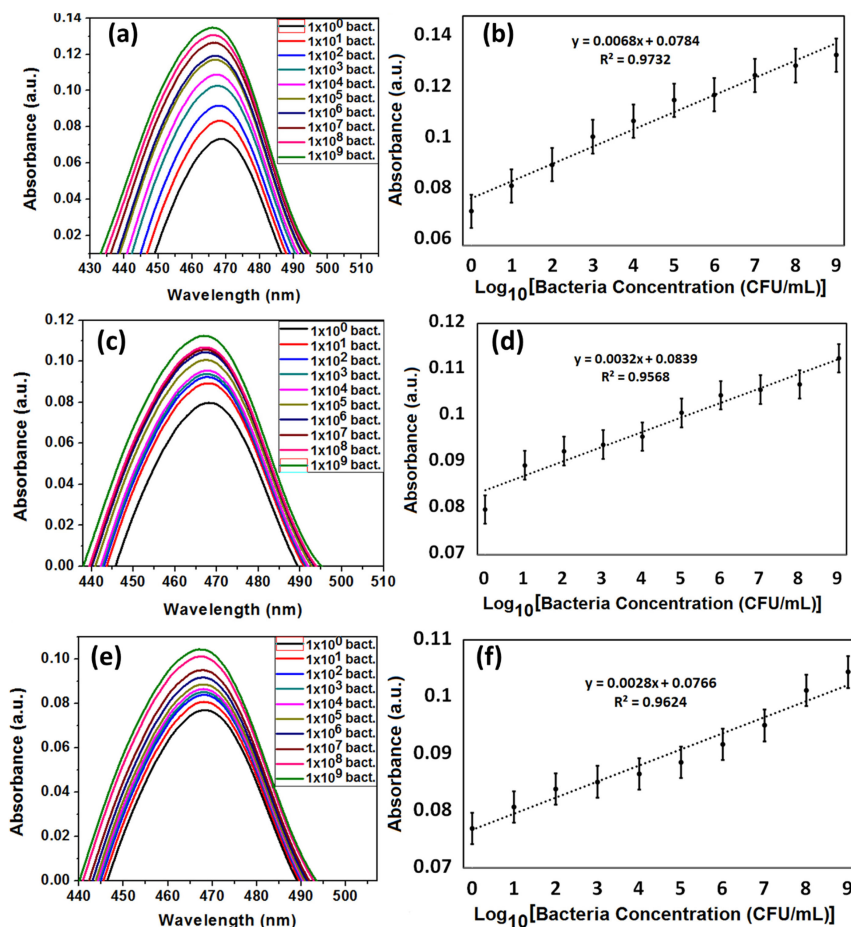 (a)
Absorbance (a.u.)
0.14
0.12
0.10
0.08
0.06
0.04
0.02
430 440 450 460 470 480 490 500 510
Wavelength (nm)
1x10⁰ bact.
1x10¹ bact.
1x10² bact.
1x10³ bact.
1x10⁴ bact.
1x10⁵ bact.
1x10⁶ bact.
1x10⁷ bact.
1x10⁸ bact.
1x10⁹ bact.
(b)
y = 0.0068x + 0.0784
R² = 0.9732
Absorbance (a.u.)
0.14
0.12
0.1
0.08
0.06
0 1 2 3 4 5 6 7 8 9
Log₁₀[Bacteria Concentration (CFU/mL)]
(c)
Absorbance (a.u.)
0.12
0.10
0.08
0.06
0.04
0.02
0.00
440 450 460 470 480 490 500 510
Wavelength (nm)
1x10⁰ bact.
1x10¹ bact.
1x10² bact.
1x10³ bact.
1x10⁴ bact.
1x10⁵ bact.
1x10⁶ bact.
1x10⁷ bact.
1x10⁸ bact.
1x10⁹ bact.
(d)
y = 0.0032x + 0.0839
R² = 0.9568
Absorbance (a.u.)
0.12
0.11
0.1
0.09
0.08
0.07
0 1 2 3 4 5 6 7 8 9
Log₁₀[Bacteria Concentration (CFU/mL)]
(e)
Absorbance (a.u.)
0.10
0.08
0.06
0.04
0.02
0.00
440 450 460 470 480 490 500
Wavelength (nm)
1x10⁰ bact.
1x10¹ bact.
1x10² bact.
1x10³ bact.
1x10⁴ bact.
1x10⁵ bact.
1x10⁶ bact.
1x10⁷ bact.
1x10⁸ bact.
1x10⁹ bact.
(f)
y = 0.0028x + 0.0766
R² = 0.9624
Absorbance (a.u.)
0.11
0.1
0.09
0.08
0.07
0 1 2 3 4 5 6 7 8 9
Log₁₀[Bacteria Concentration (CFU/mL)]